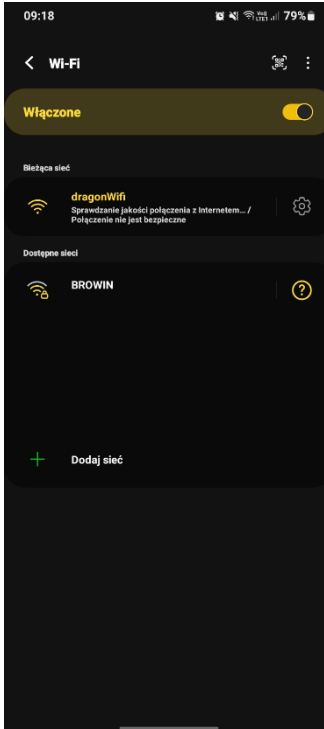 09:18 79%
Wi-Fi
Włączone
Bieżąca sieć
dragonWifi
Sprawdzanie jakości połączenia z Internetem... /
Połączenie nie jest bezpieczne
Dostępne sieci
BROWIN
?
Dodaj sieć